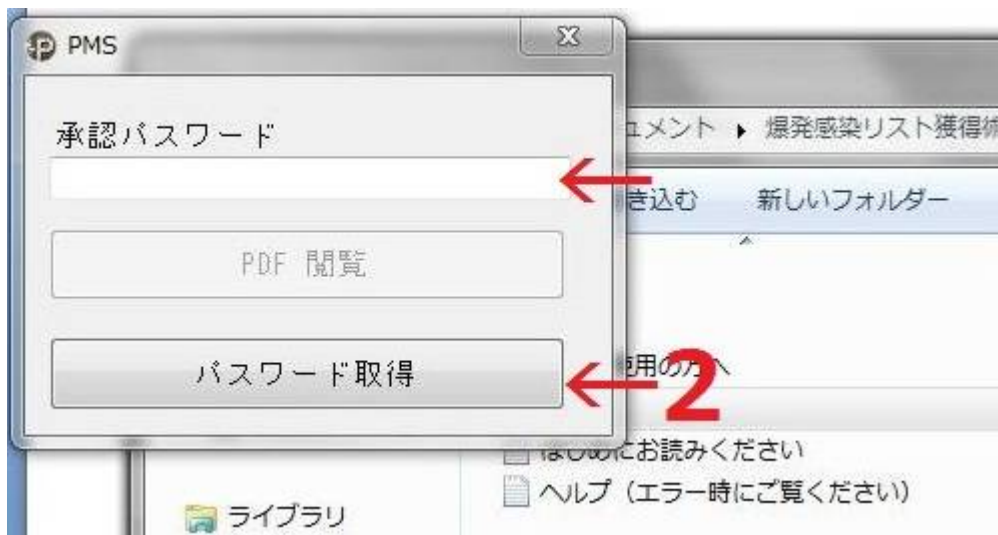 PMS
承認パスワード
PDF 閲覧
パスワード取得
2
ュメント ▶ 爆発感染リスト獲得術
き込む
新しいフォルダー
使用の方へ
はじめにお読みください
ヘルプ（エラー時にご覧ください）
ライブラリ